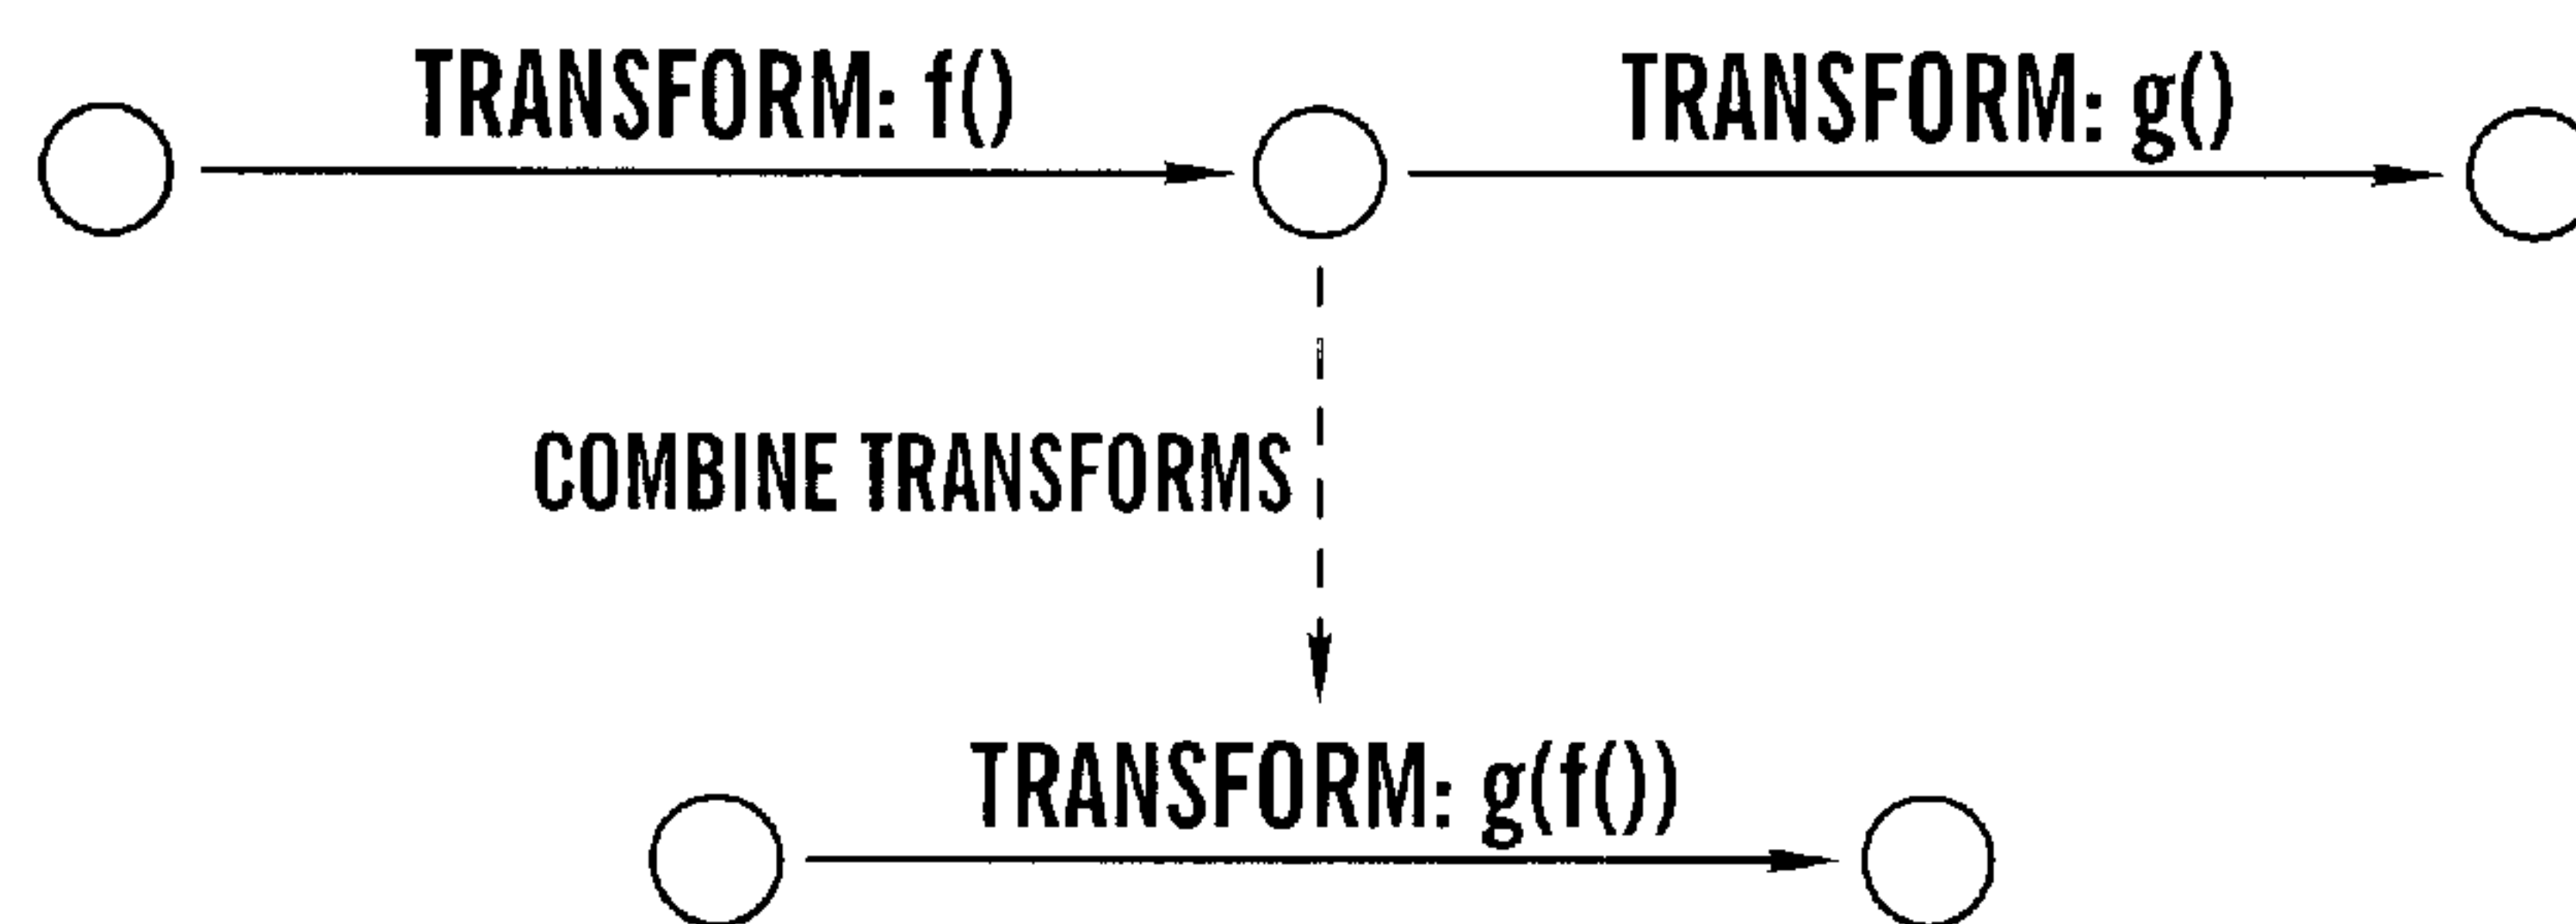 TRANSFORM: f()
TRANSFORM: g()
COMBINE TRANSFORMS
TRANSFORM: g(f())